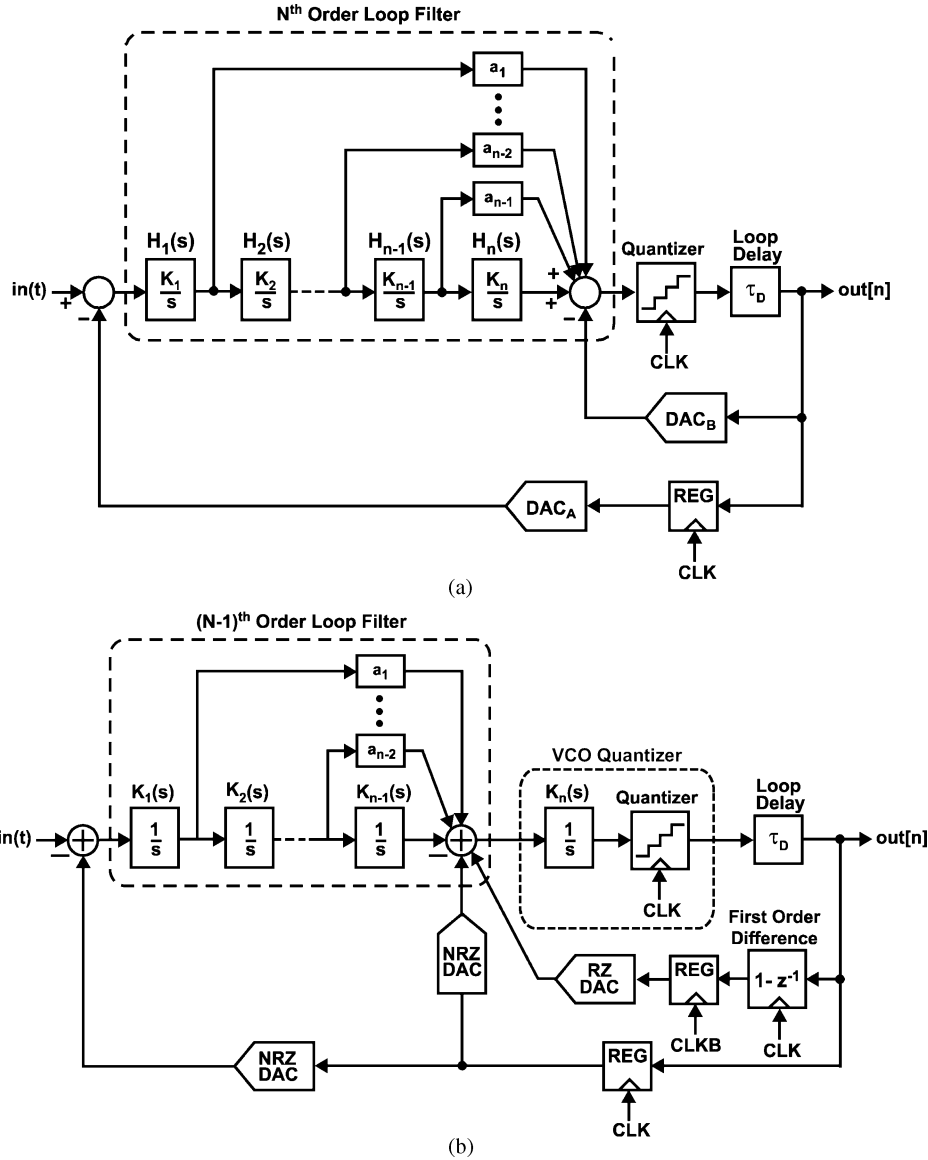 Nth Order Loop Filter
a1
an-2
an-1
H1(s)
H2(s)
Hn-1(s)
Hn(s)
Quantizer
Loop
Delay
in(t)
+
−
K1
s
K2
s
Kn-1
s
Kn
s
+
+
−
τD
out[n]
CLK
DACB
DACA
REG
CLK
(a)
(N-1)th Order Loop Filter
a1
an-2
VCO Quantizer
K1(s)
K2(s)
Kn-1(s)
Kn(s)
Quantizer
Loop
Delay
in(t)
−
+
1
s
1
s
1
s
−
+
1
s
τD
out[n]
CLK
First Order
Difference
NRZ
DAC
RZ
DAC
REG
1- z-1
CLKB
CLK
NRZ
DAC
REG
CLK
(b)